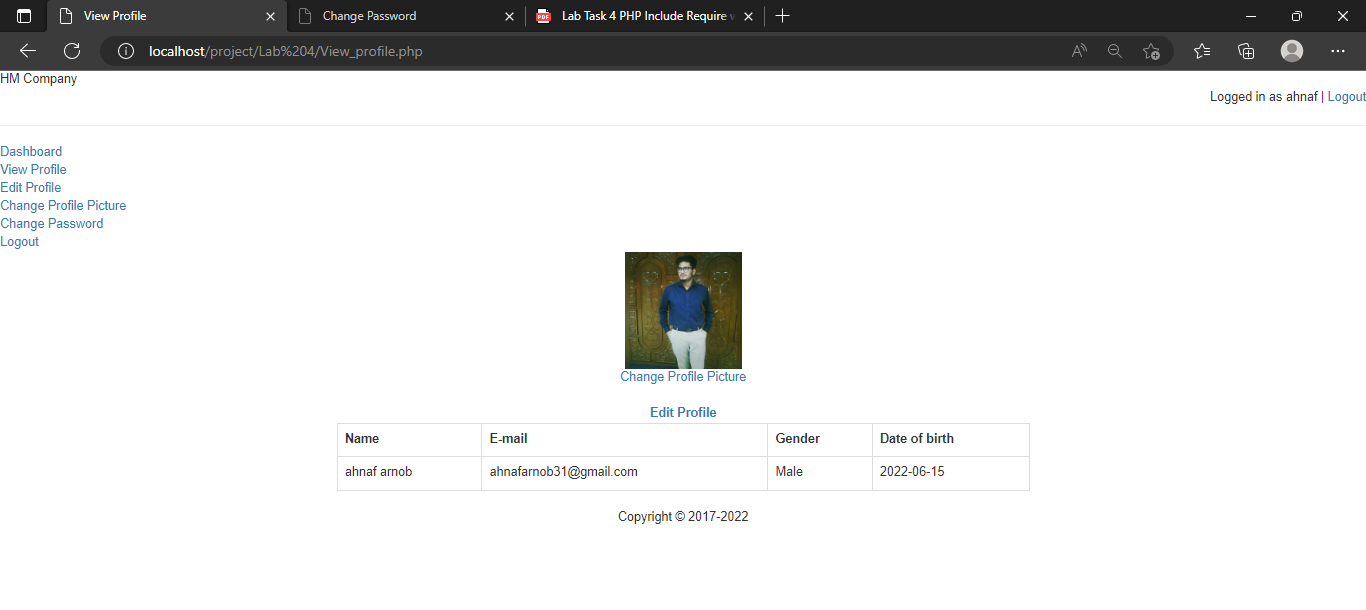 View Profile
Change Password
Lab Task 4 PHP Include Require
localhost/project/Lab%204/View_profile.php
HM Company
Logged in as ahnaf | Logout
Dashboard
View Profile
Edit Profile
Change Profile Picture
Change Password
Logout
Change Profile Picture
Edit Profile
Name E-mail Gender Date of birth
ahnaf arnob ahnafarnob31@gmail.com Male 2022-06-15
Copyright © 2017-2022